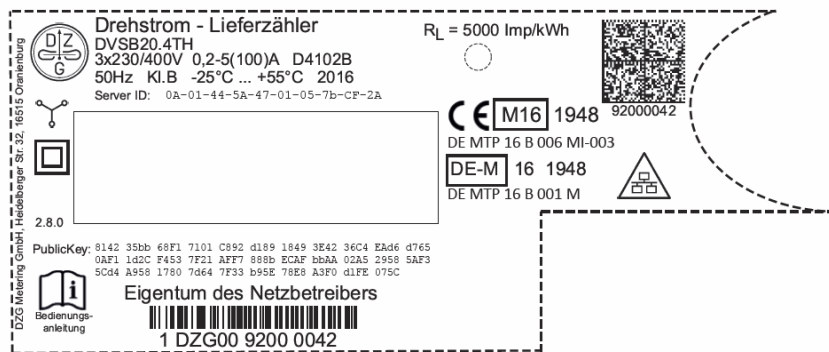 DZG Metering GmbH, Heidelberger Str. 32, 16515 Oranienburg
D Z
G
Drehstrom - Lieferzähler
DVSB20.4TH
3x230/400V 0,2-5(100)A D4102B
50Hz Kl.B -25°C ... +55°C 2016
Server ID: 0A-01-44-5A-47-01-05-7b-CF-2A
RL = 5000 Imp/kWh
92000042
CE M16 1948
DE MTP 16 B 006 MI-003
DE-M 16 1948
DE MTP 16 B 001 M
2.8.0
PublicKey: 8142 35bb 68F1 7101 C892 d189 1849 3E42 36C4 EAd6 d765
0AF1 1d2C F453 7F21 AFF7 888b ECAF bbAA 02A5 2958 5AF3
5Cd4 A958 1780 7d64 7F33 b95E 78E8 A3F0 d1FE 075C
i
Bedienungs-
anleitung
Eigentum des Netzbetreibers
1 DZG00 9200 0042